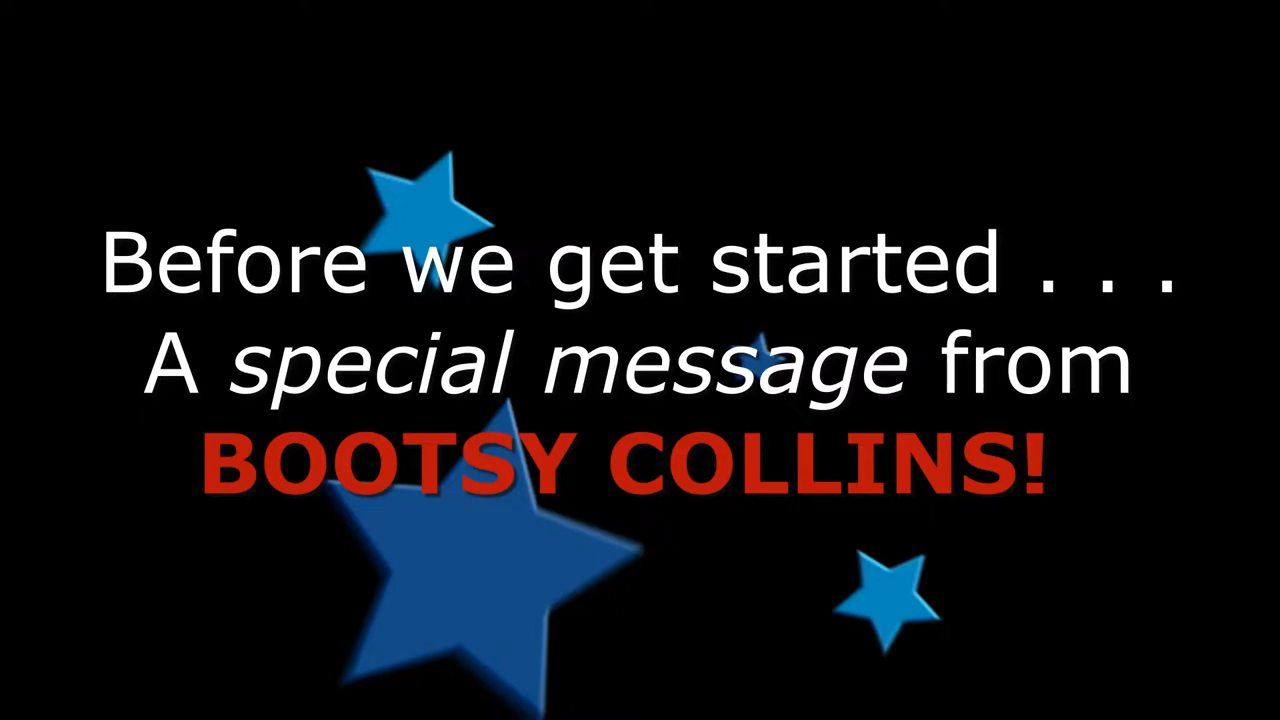 Before we get started . . .
A special message from
BOOTSY COLLINS!